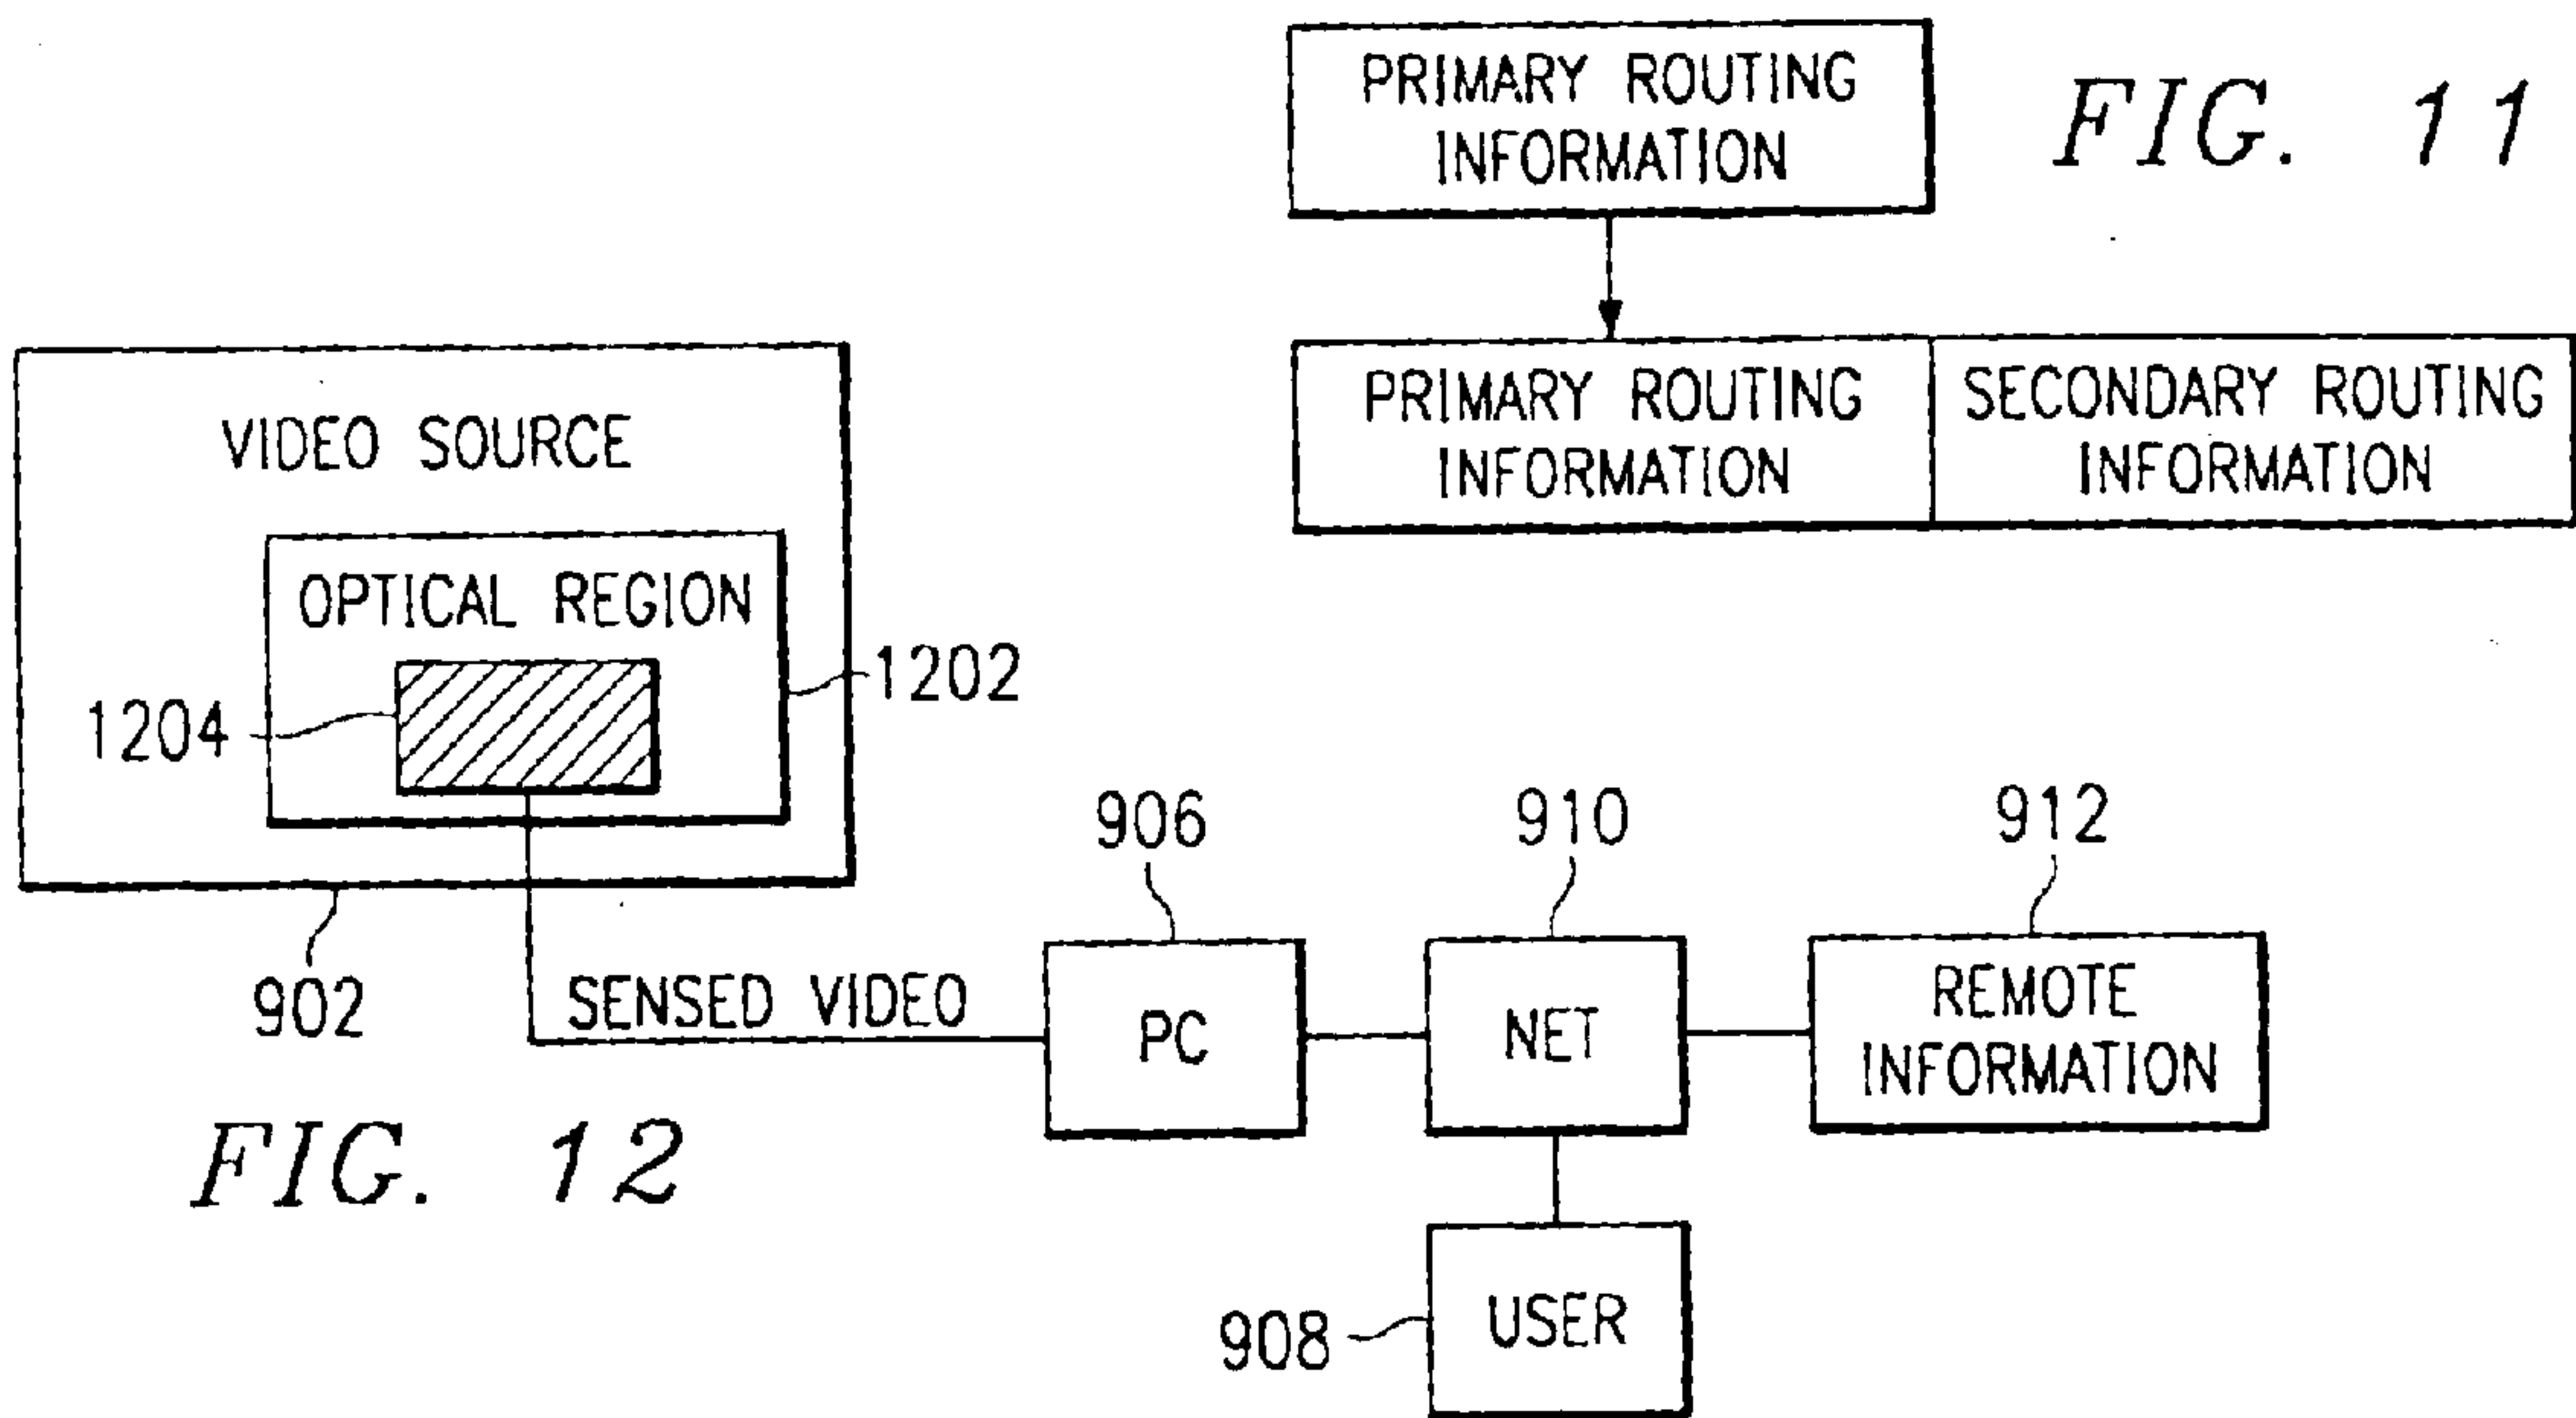 PRIMARY ROUTING
INFORMATION
FIG. 11
PRIMARY ROUTING
INFORMATION
SECONDARY ROUTING
INFORMATION
VIDEO SOURCE
OPTICAL REGION
1202
1204
902
SENSED VIDEO
906
PC
910
NET
912
REMOTE
INFORMATION
908
USER
FIG. 12